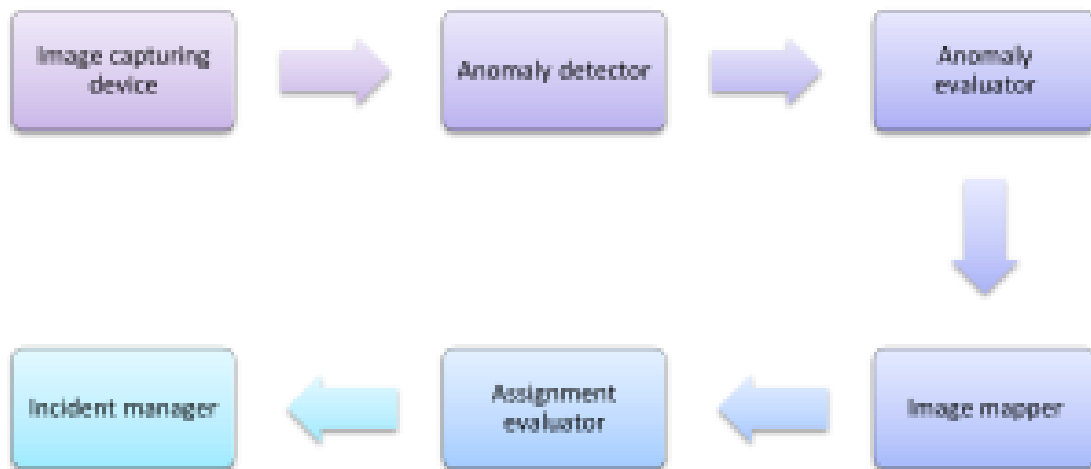 Image capturing
device
Anomaly detector
Anomaly
evaluator
Image mapper
Assignment
evaluator
Incident manager